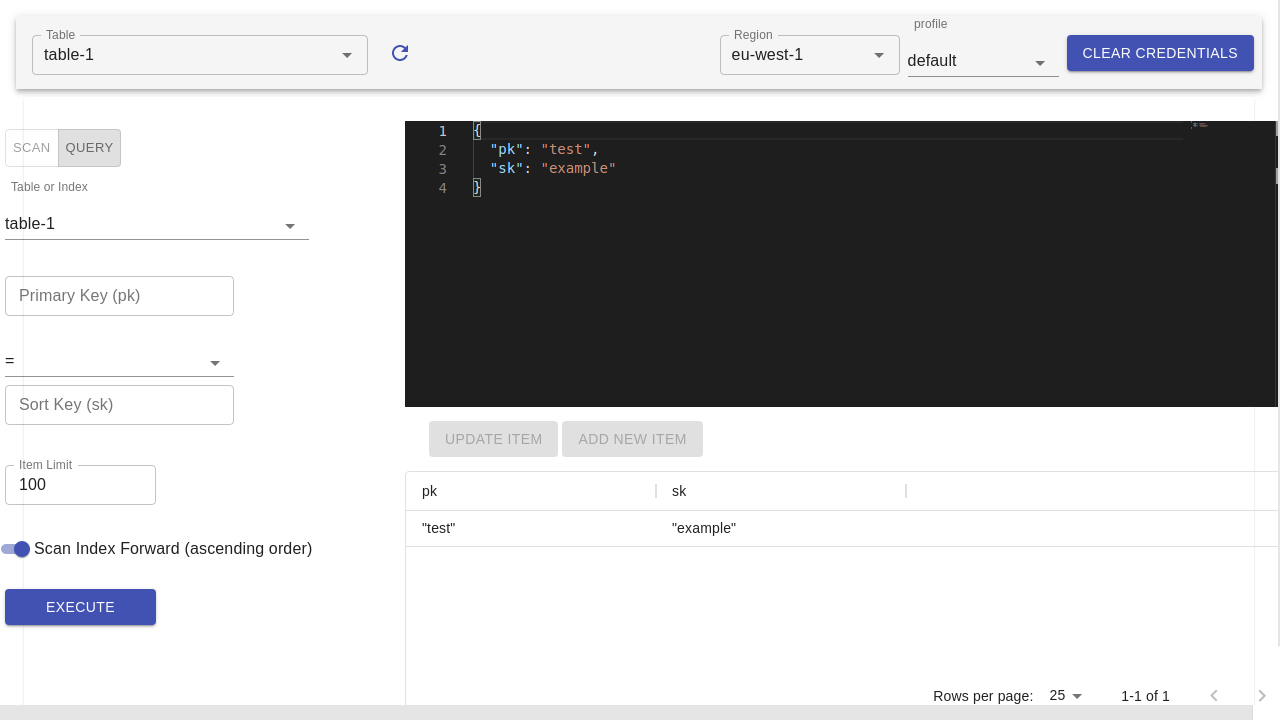 Table
table-1
Region
eu-west-1
profile
default
CLEAR CREDENTIALS
SCAN
QUERY
Table or Index
table-1
Primary Key (pk)
=
Sort Key (sk)
Item Limit
100
Scan Index Forward (ascending order)
EXECUTE
1 {
2 "pk": "test",
3 "sk": "example"
4 }
UPDATE ITEM
ADD NEW ITEM
pk sk
"test" "example"
Rows per page: 25 1-1 of 1